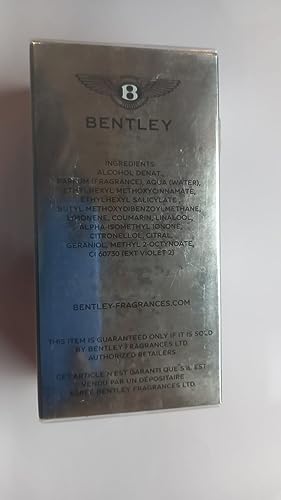 B
BENTLEY
INGREDIENTS:
ALCOHOL DENAT.,
PARFUM (FRAGRANCE), AQUA (WATER),
ETHYLHEXYL METHOXYCINNAMATE,
ETHYLHEXYL SALICYLATE,
BUTYL METHOXYDIBENZOYLMETHANE,
LIMONENE, COUMARIN, LINALOOL,
ALPHA-ISOMETHYL IONONE,
CITRONELLOL, CITRAL,
GERANIOL, METHYL 2-OCTYNOATE,
CI 60730 (EXT. VIOLET 2)
BENTLEY-FRAGRANCES.COM
THIS ITEM IS GUARANTEED ONLY IF IT IS SOLD
BY BENTLEY FRAGRANCES LTD.
AUTHORIZED RETAILERS.
CET ARTICLE N'EST GARANTI QUE S'IL EST
VENDU PAR UN DÉPOSITAIRE
AGRÉÉ BENTLEY FRAGRANCES LTD.